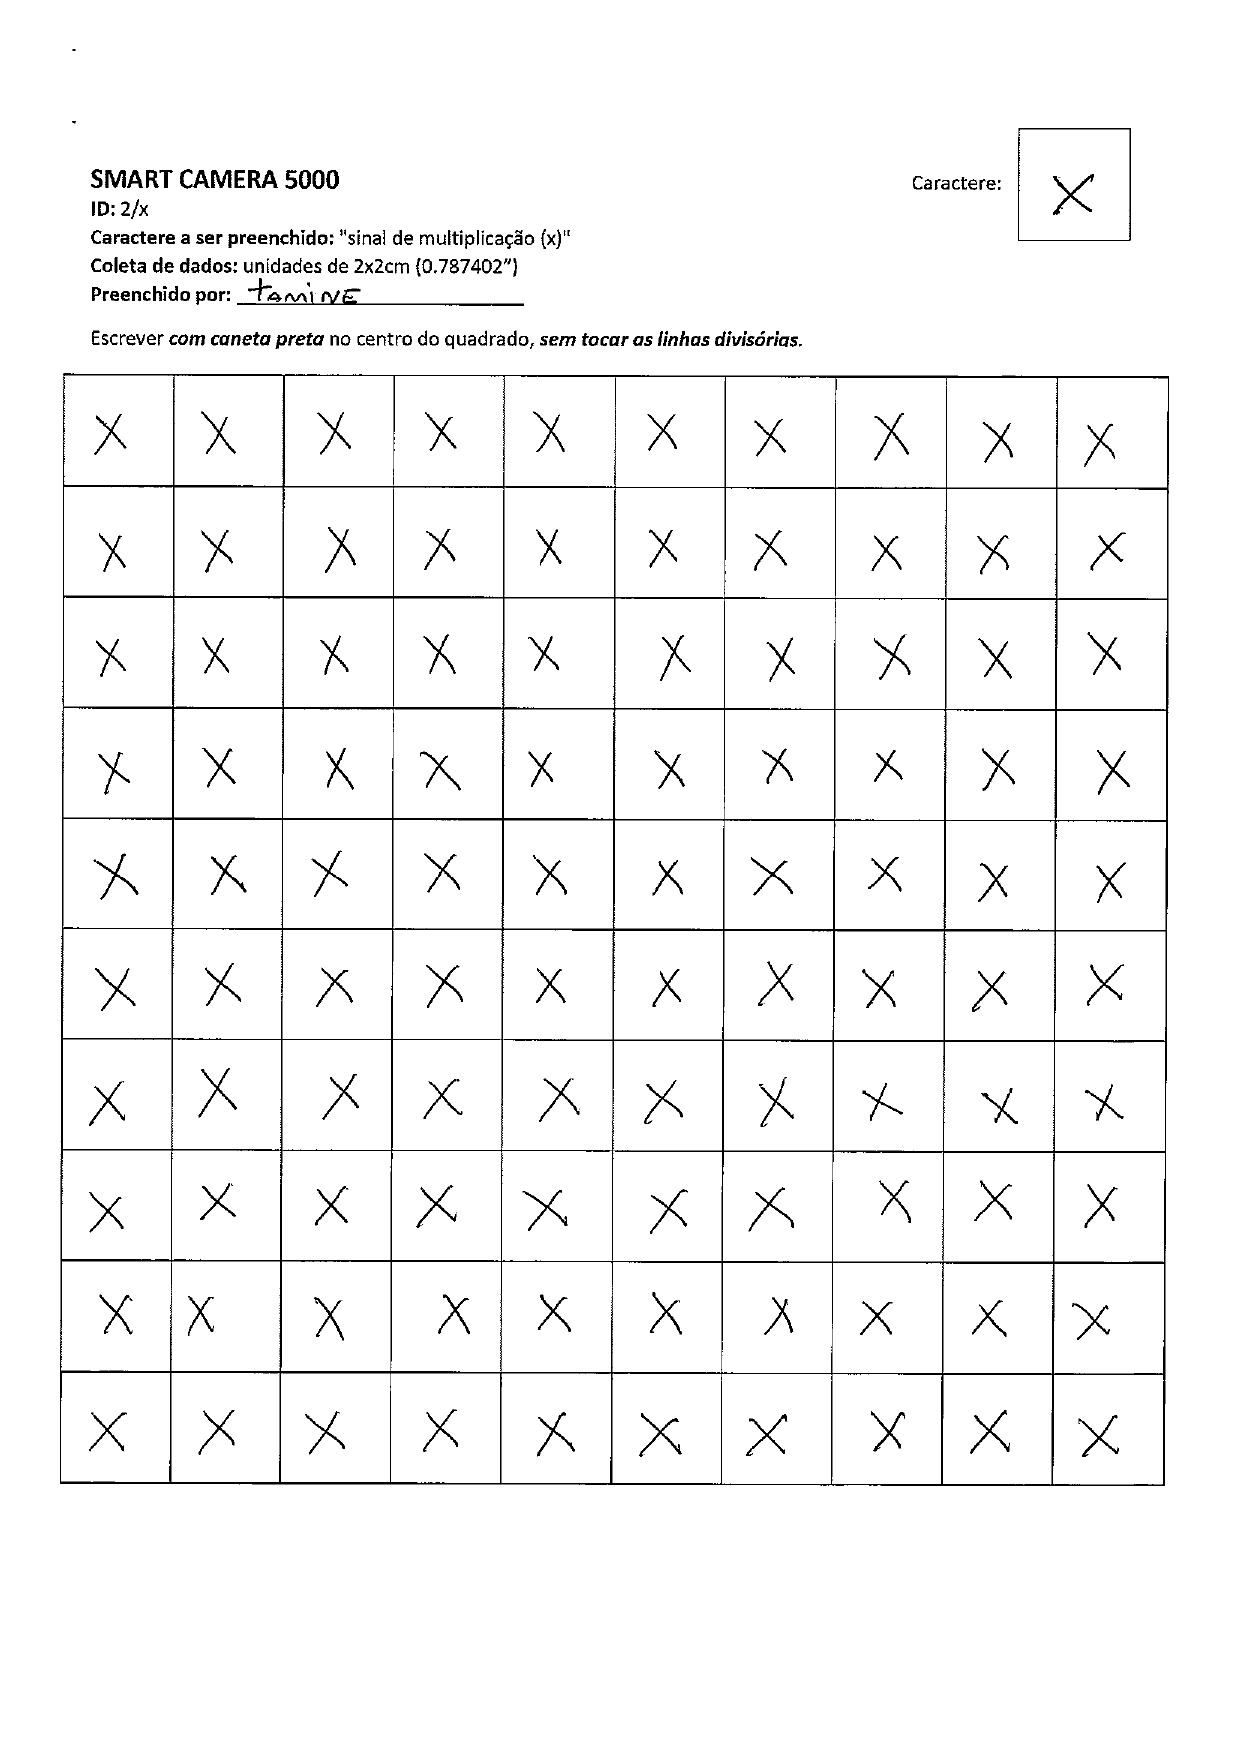 SMART CAMERA 5000
Caractere: X
ID: 2/x
Caractere a ser preenchido: "sinal de multiplicação (x)"
Coleta de dados: unidades de 2x2cm (0.787402")
Preenchido por: tamiNE
Escrever com caneta preta no centro do quadrado, sem tocar as linhas divisórias.
X X X X X X X X X X
X X X X X X X X X X
X X X X X X X X X X
X X X X X X X X X X
X X X X X X X X X X
X X X X X X X X X X
X X X X X X X X X X
X X X X X X X X X X
X X X X X X X X X X
X X X X X X X X X X